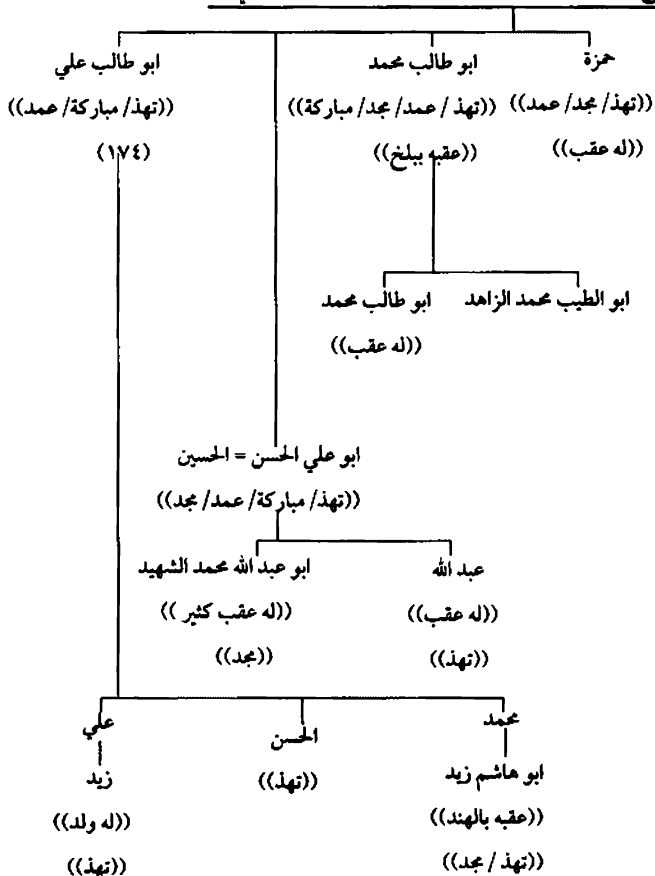 حمزة
((تهذ/ مجد/ عمد))
((له عقب))
ابو طالب محمد
((تهذ/ عمد/ مجد/ مباركة))
((عقبه ببلخ))
ابو طالب علي
((تهذ/ مباركة/ عمد))
(١٧٤)
ابو الطيب محمد الزاهد
ابو طالب محمد
((له عقب))
ابو علي الحسن = الحسين
((تهذ/ مباركة/ عمد/ مجد))
عبد الله
((له عقب))
((تهذ))
ابو عبد الله محمد الشهيد
((له عقب كثير))
((مجد))
محمد
ابو هاشم زيد
((عقبه بالهند))
((تهذ/ مجد))
الحسن
((تهذ))
علي
زيد
((له ولد))
((تهذ))